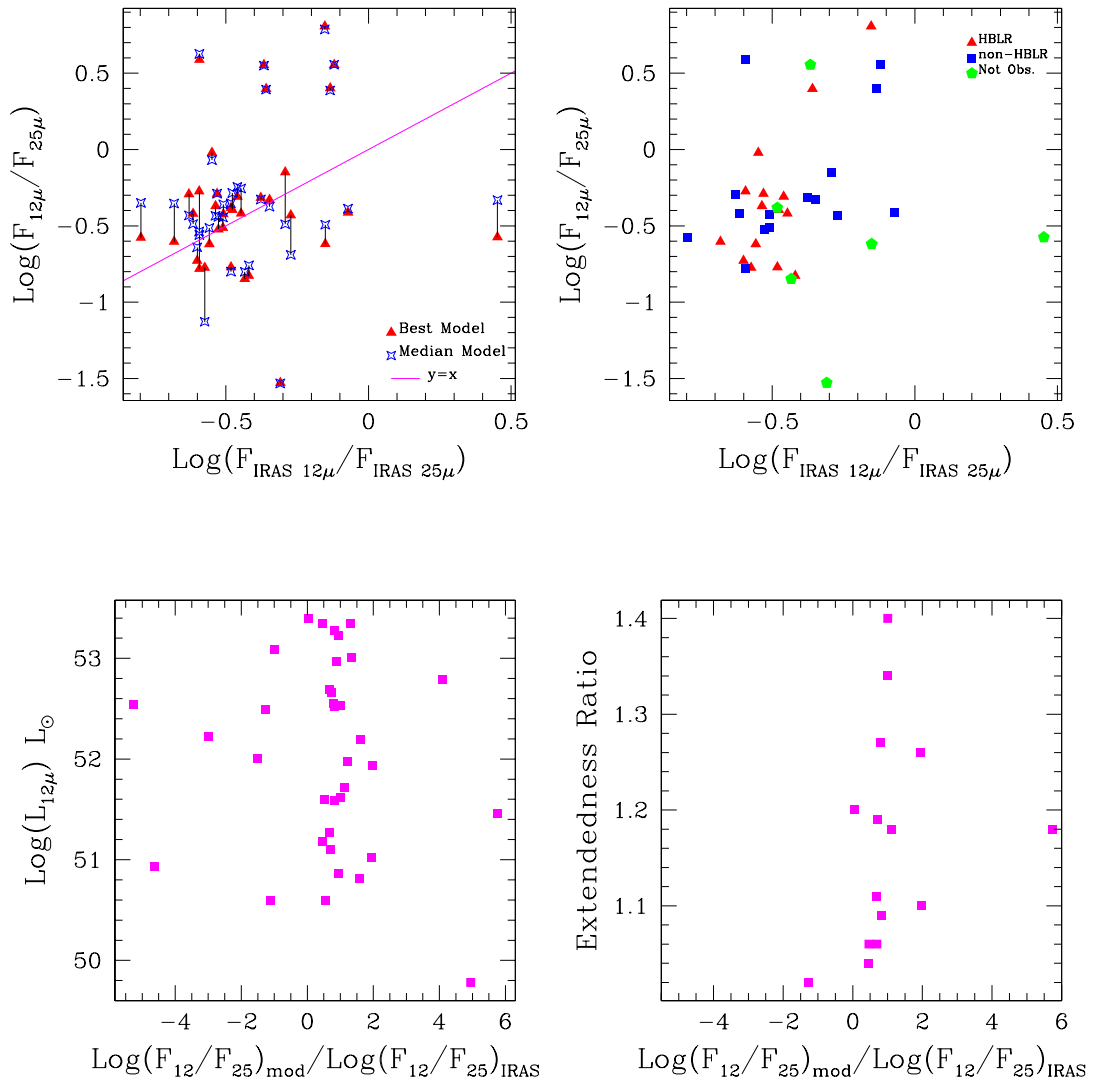 0.5
0
−0.5
−1
−1.5
Log(F12μ/F25μ)
Best Model
Median Model
y=x
−0.5
0
0.5
Log(FIRAS 12μ/FIRAS 25μ)
0.5
0
−0.5
−1
−1.5
Log(F12μ/F25μ)
HBLR
non−HBLR
Not Obs.
−0.5
0
0.5
Log(FIRAS 12μ/FIRAS 25μ)
53
52
51
50
Log(L12μ) L⊙
−4
−2
0
2
4
6
Log(F12/F25)mod/Log(F12/F25)IRAS
1.4
1.3
1.2
1.1
Extendedness Ratio
−4
−2
0
2
4
6
Log(F12/F25)mod/Log(F12/F25)IRAS